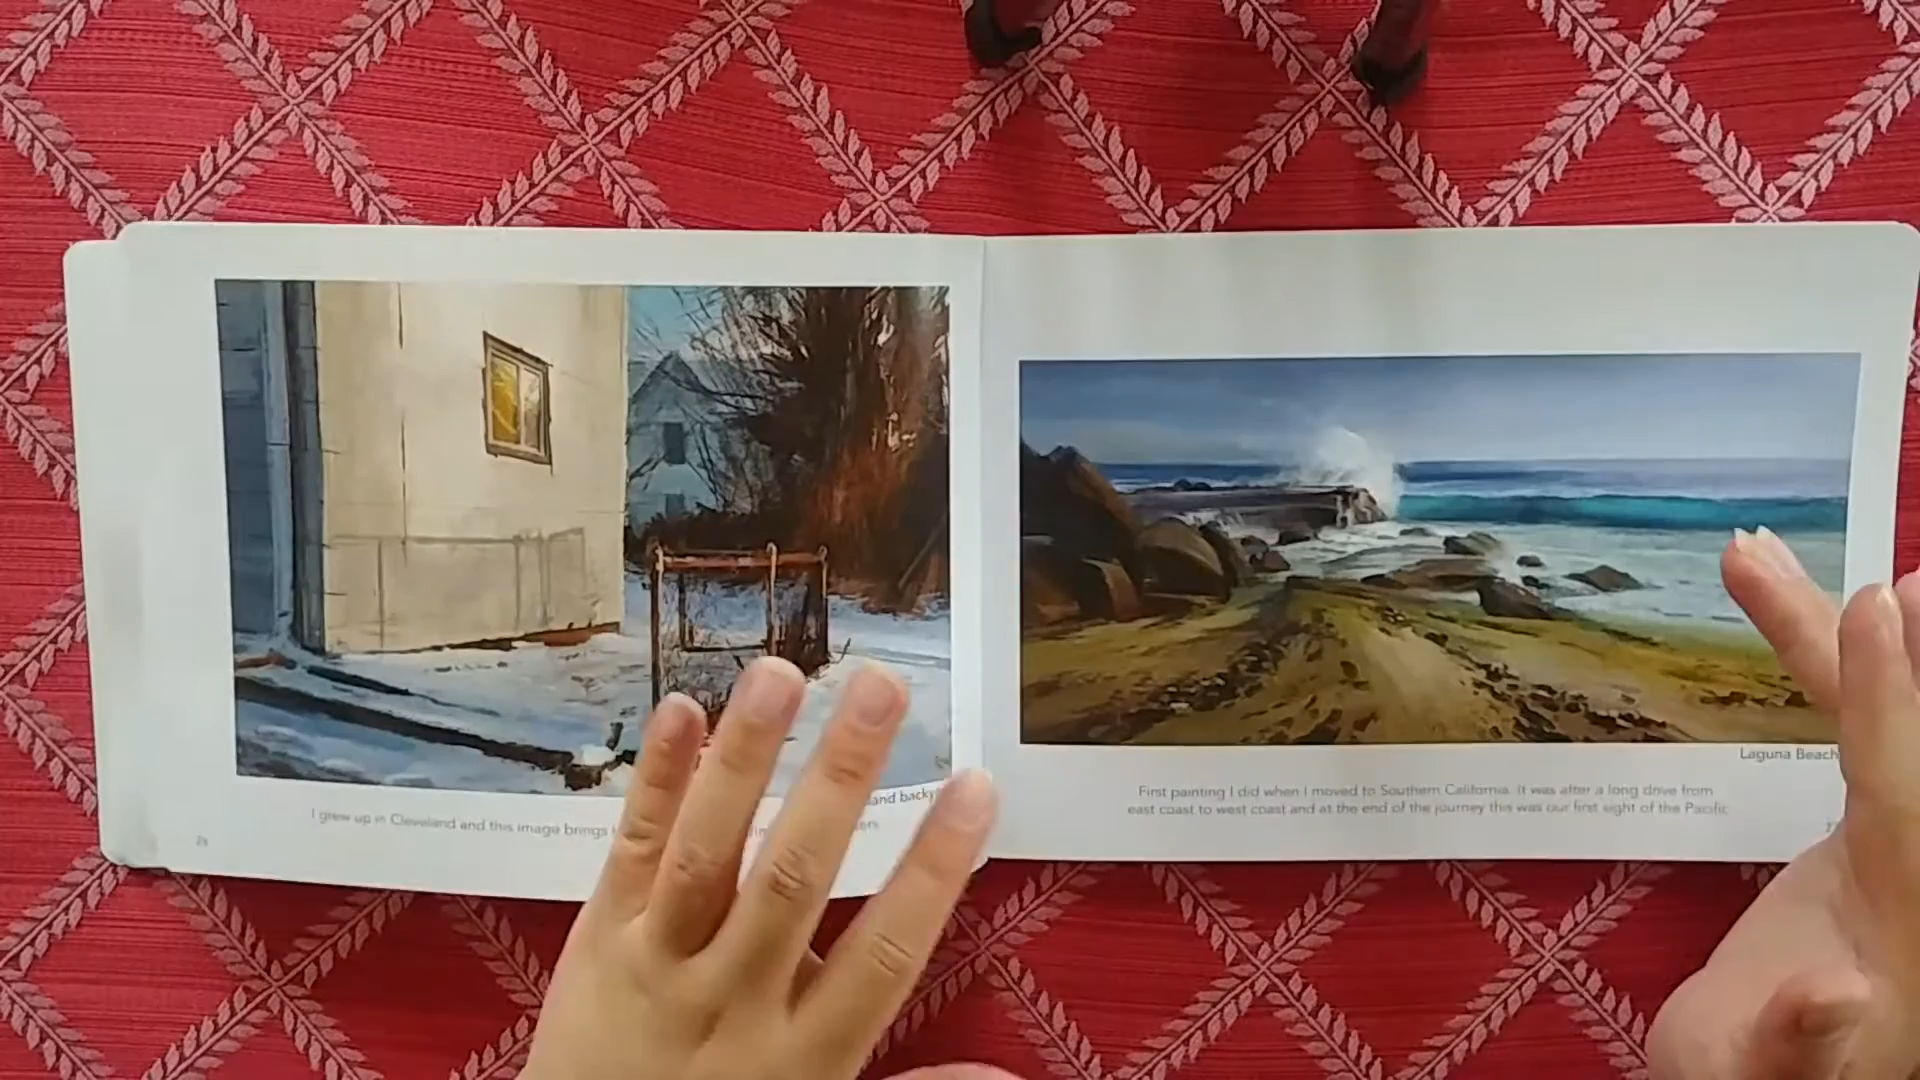 land backy
I grew up in Cleveland and this image brings
Laguna Beach
First painting I did when I moved to Southern California. It was after a long drive from
east coast to west coast and at the end of the journey this was our first sight of the Pacific